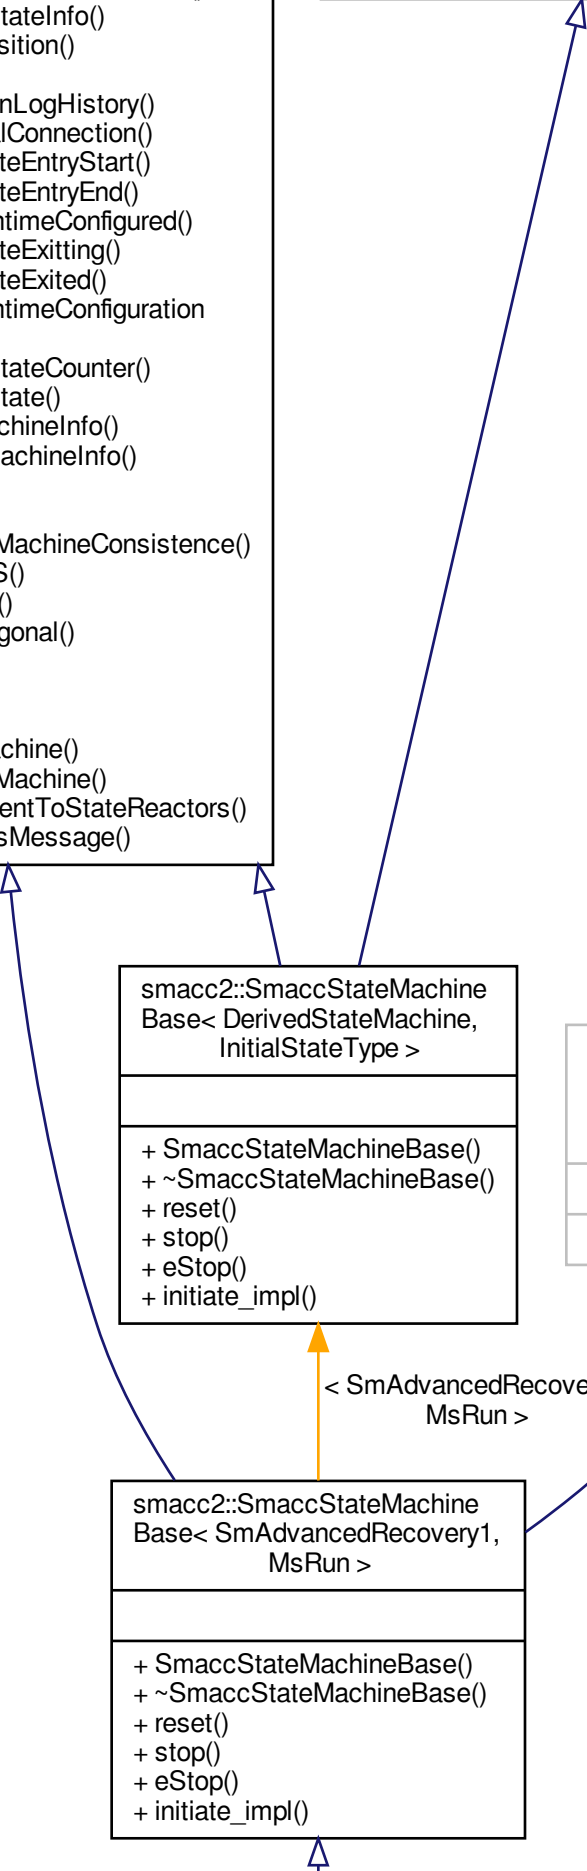 tateInfo()
sition()
nLogHistory()
lConnection()
teEntryStart()
teEntryEnd()
ntimeConfigured()
teExitting()
teExited()
ntimeConfiguration
tateCounter()
tate()
chineInfo()
achineInfo()
MachineConsistence()
S()
()
gonal()
achine()
Machine()
entToStateReactors()
sMessage()
smacc2::SmaccStateMachine
Base< DerivedStateMachine,
InitialStateType >
+ SmaccStateMachineBase()
+ ~SmaccStateMachineBase()
+ reset()
+ stop()
+ eStop()
+ initiate_impl()
< SmAdvancedRecove
MsRun >
smacc2::SmaccStateMachine
Base< SmAdvancedRecovery1,
MsRun >
+ SmaccStateMachineBase()
+ ~SmaccStateMachineBase()
+ reset()
+ stop()
+ eStop()
+ initiate_impl()